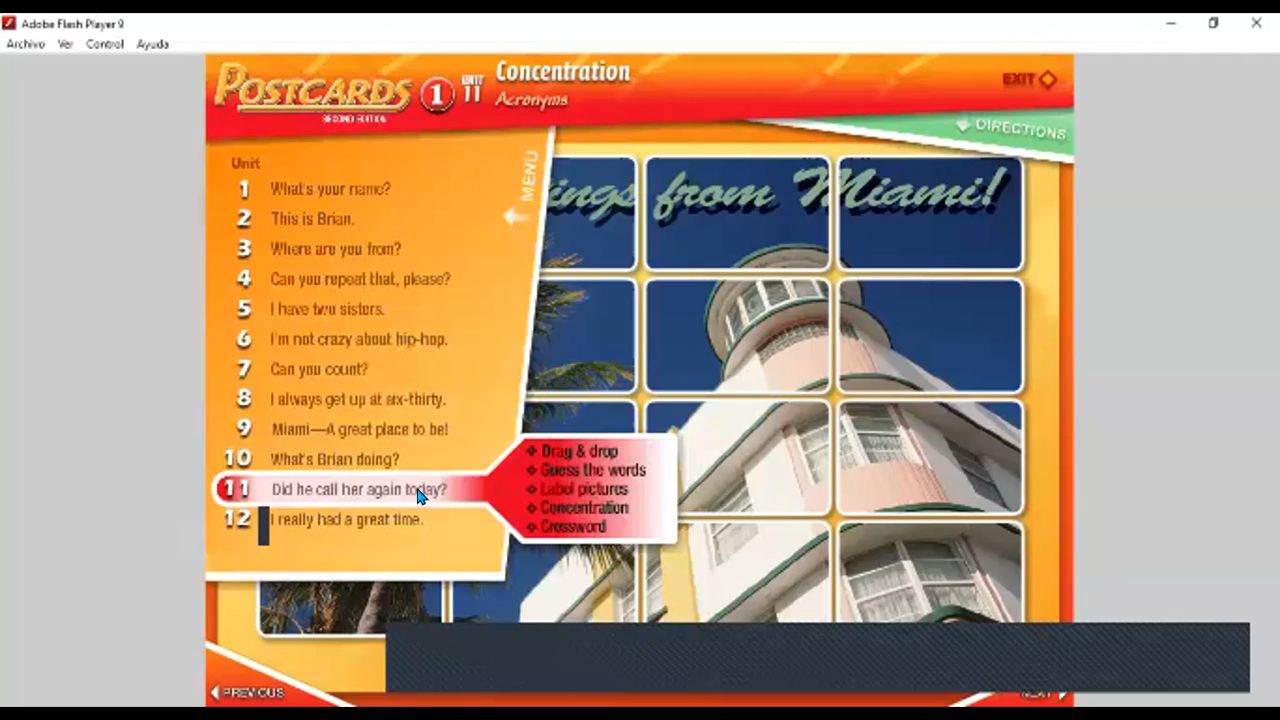 Adobe Flash Player 9
Archivo Ver Control Ayuda
POSTCARDS 1
SECOND EDITION
UNIT 11
Concentration
Acronyms
EXIT
DIRECTIONS
MENU
Unit
1 What's your name?
2 This is Brian.
3 Where are you from?
4 Can you repeat that, please?
5 I have two sisters.
6 I'm not crazy about hip-hop.
7 Can you count?
8 I always get up at six-thirty.
9 Miami—A great place to be!
10 What's Brian doing?
11 Did he call her again today?
12 I really had a great time.
Drag & drop
Guess the words
Label pictures
Concentration
Crossword
ings from Miami!
PREVIOUS